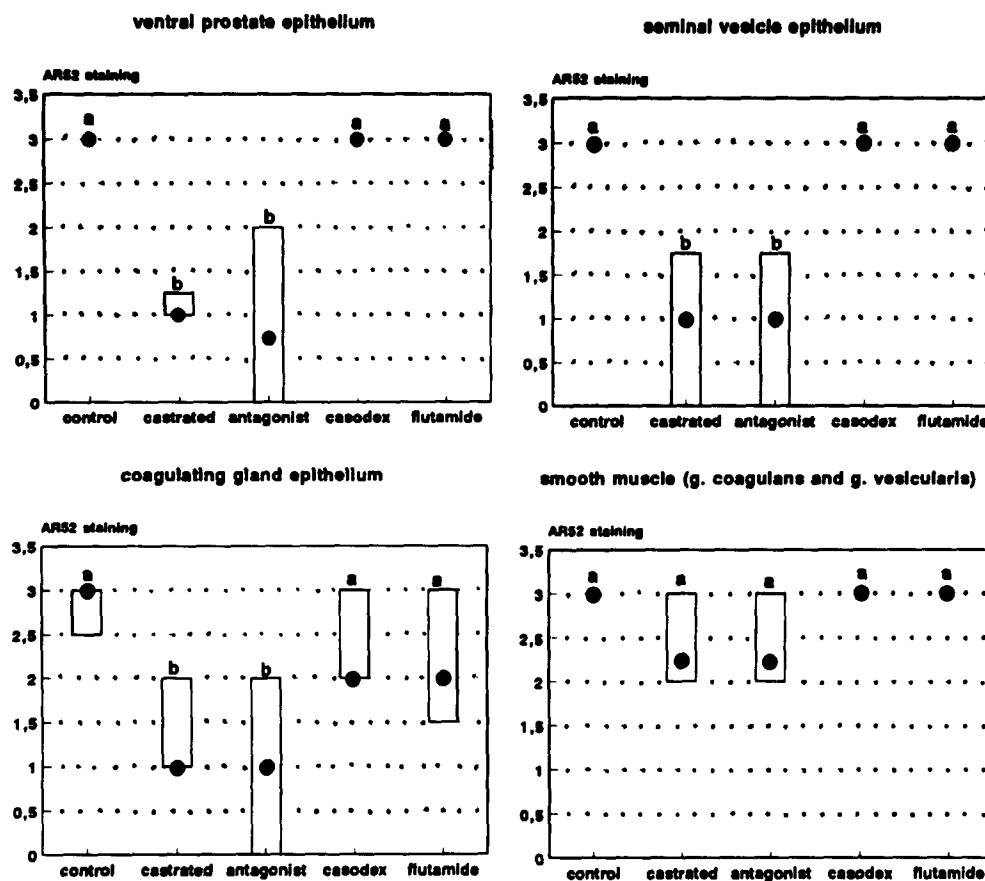 ventral prostate epithelium
AR52 staining
3,5
3
2,5
2
1,5
1
0,5
0
a
b
b
a
a
control castrated antagonist casodex flutamide
seminal vesicle epithelium
AR52 staining
3,5
3
2,5
2
1,5
1
0,5
0
a
b
b
a
a
control castrated antagonist casodex flutamide
coagulating gland epithelium
AR52 staining
3,5
3
2,5
2
1,5
1
0,5
0
a
b
b
a
a
control castrated antagonist casodex flutamide
smooth muscle (g. coagulans and g. vesicularis)
AR52 staining
3,5
3
2,5
2
1,5
1
0,5
0
a
a
a
a
a
control castrated antagonist casodex flutamide